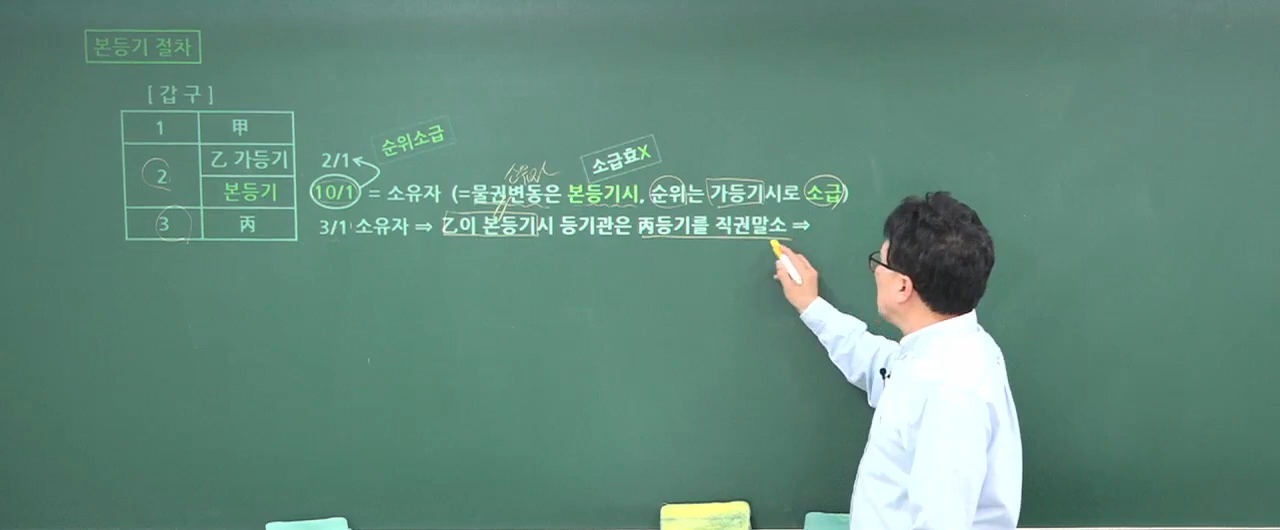 본등기 절차
[ 갑 구 ]
1 甲
순위소급
소급효X
2 乙 가등기 2/1
본등기 10/1 = 소유자 (=물권변동은 본등기시, 순위는 가등기시로 소급)
3 丙 3/1 소유자 ⇒ 乙이 본등기시 등기관은 丙등기를 직권말소 ⇒